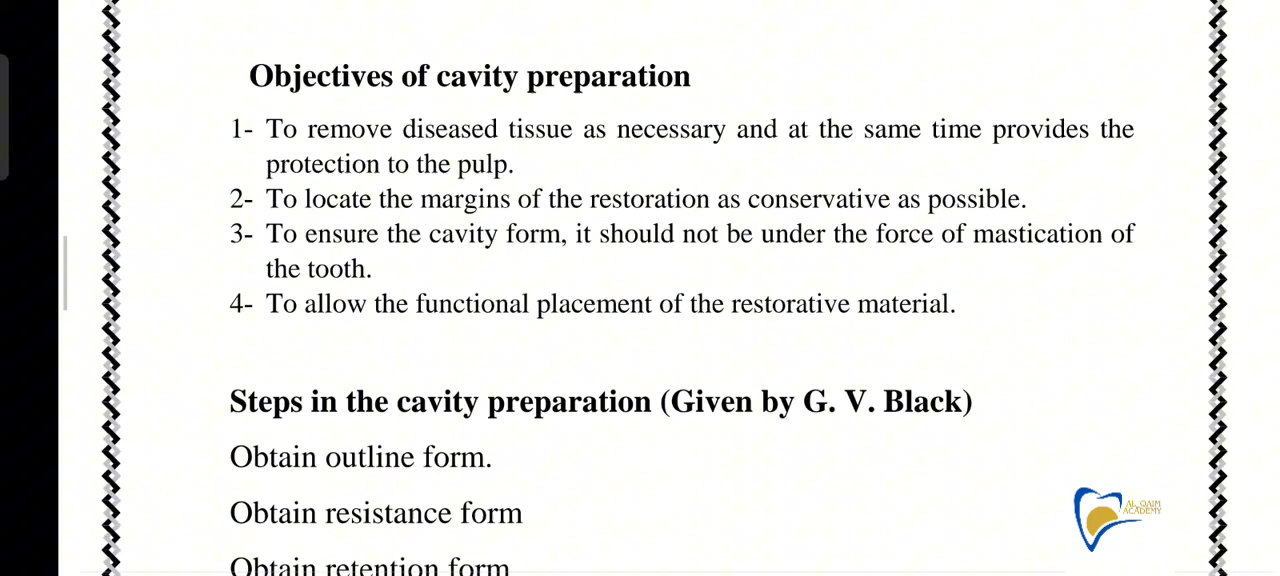 Objectives of cavity preparation
1- To remove diseased tissue as necessary and at the same time provides the
protection to the pulp.
2- To locate the margins of the restoration as conservative as possible.
3- To ensure the cavity form, it should not be under the force of mastication of
the tooth.
4- To allow the functional placement of the restorative material.
Steps in the cavity preparation (Given by G. V. Black)
Obtain outline form.
Obtain resistance form
Obtain retention form
AL QAIM
ACADEMY